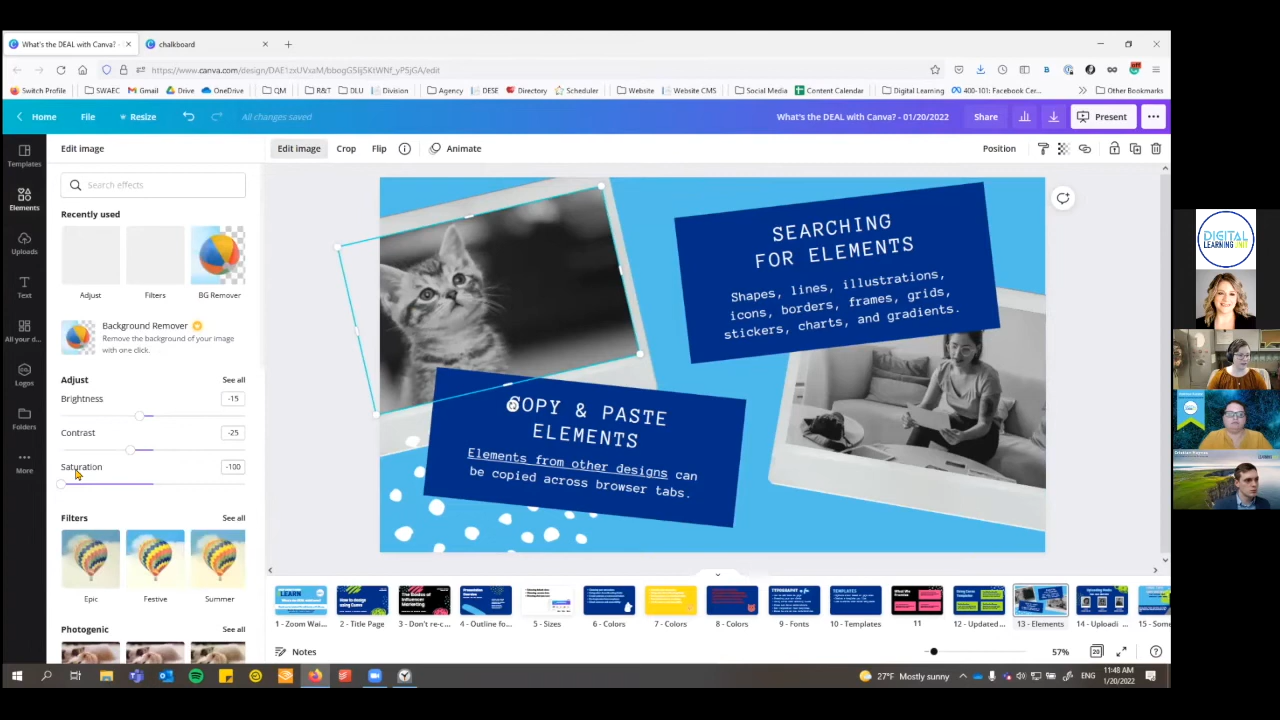 What's the DEAL with Canva? -
chalkboard
https://www.canva.com/design/DAE1zxUVxaM/bbogG5Ij5KtWNf_yP5jGA/edit
Switch Profile
SWAEC
Gmail
Drive
OneDrive
QM
R&T
DLU
Division
Agency
DESE
Directory
Scheduler
Website
Website CMS
Social Media
Content Calendar
Digital Learning
400-101: Facebook Cer...
Other Bookmarks
Home
File
Resize
All changes saved
What's the DEAL with Canva? - 01/20/2022
Share
Present
Templates
Elements
Uploads
Text
All your d...
Logos
Folders
More
Edit image
Search effects
Recently used
Adjust
Filters
BG Remover
Background Remover
Remove the background of your image
with one click.
Adjust
See all
Brightness
-15
Contrast
-25
Saturation
-100
Filters
See all
Epic
Festive
Summer
Photogenic
See all
Edit image
Crop
Flip
Animate
Position
SEARCHING
FOR ELEMENTS
Shapes, lines, illustrations,
icons, borders, frames, grids,
stickers, charts, and gradients.
COPY & PASTE
ELEMENTS
Elements from other designs can
be copied across browser tabs.
1 - Zoom Wai...
2 - Title Page
3 - Don't re-c...
4 - Outline fo...
5 - Sizes
6 - Colors
7 - Colors
8 - Colors
9 - Fonts
10 - Templates
11
12 - Updated ...
13 - Elements
14 - Uploadi ...
15 - Some
Notes
57%
20
27°F Mostly sunny
ENG
11:48 AM
1/20/2022
DIGITAL
LEARNING UNIT